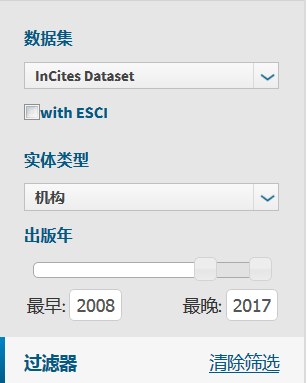 数据集
InCites Dataset
with ESCI
实体类型
机构
出版年
最早: 2008 最晚: 2017
过滤器 清除筛选